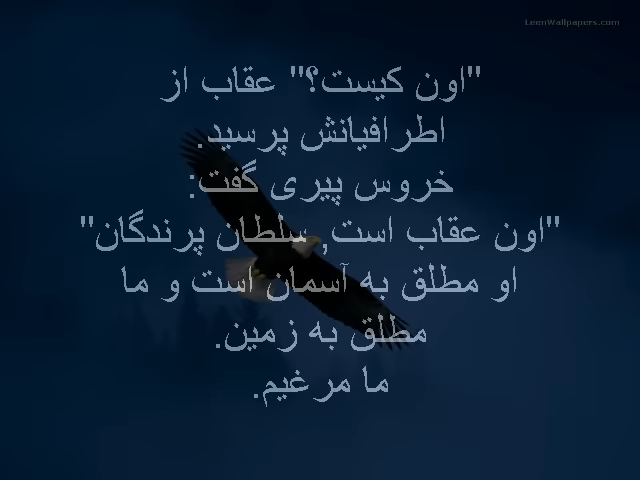 LeenWallpapers.com
"اون کیست؟" عقاب از
اطرافیانش پرسید.
خروس پیری گفت:
"اون عقاب است, سلطان پرندگان"
او مطلق به آسمان است و ما
مطلق به زمین.
ما مرغیم.